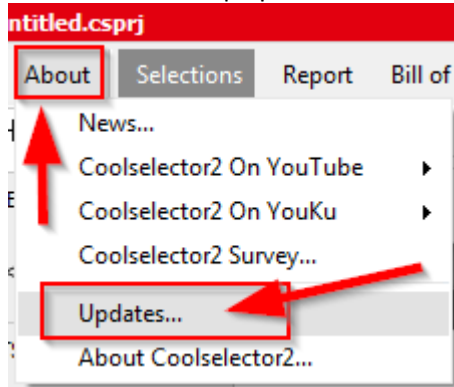 ntitled.csprj
About Selections Report Bill of
News...
Coolselector2 On YouTube
Coolselector2 On YouKu
Coolselector2 Survey...
Updates...
About Coolselector2...